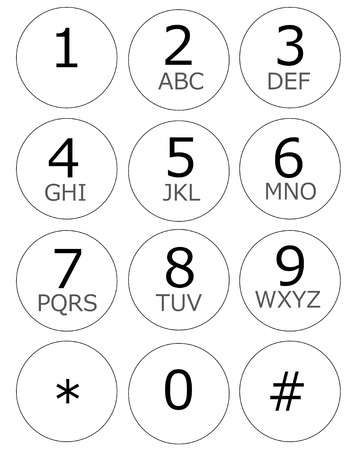 1 2 3
ABC DEF
4 5 6
GHI JKL MNO
7 8 9
PQRS TUV WXYZ
* 0 #